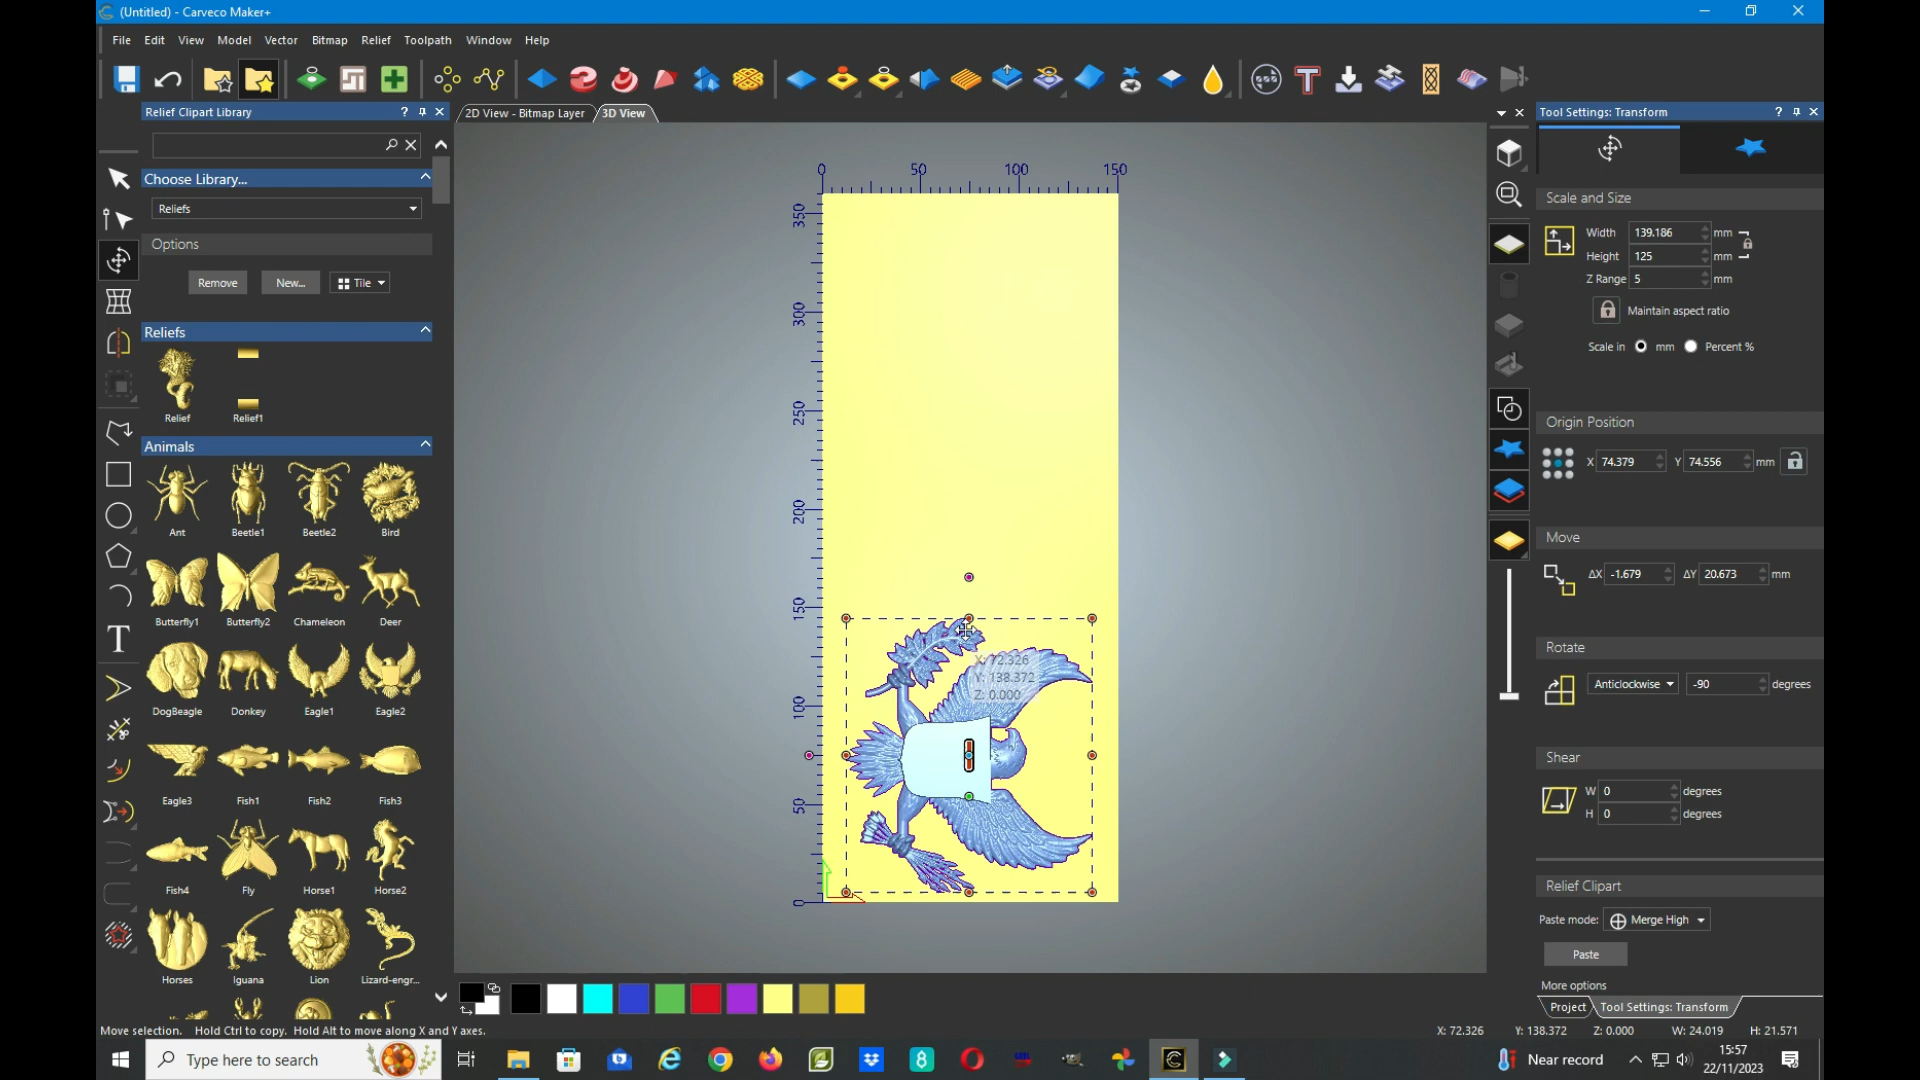 (Untitled) - Carveco Maker+
File Edit View Model Vector Bitmap Relief Toolpath Window Help
Relief Clipart Library ?
2D View - Bitmap Layer 3D View
Tool Settings: Transform ?
Choose Library...
Reliefs
Options
Remove New... Tile
Reliefs
Relief Relief1
Animals
Ant Beetle1 Beetle2 Bird
Butterfly1 Butterfly2 Chameleon Deer
DogBeagle Donkey Eagle1 Eagle2
Eagle3 Fish1 Fish2 Fish3
Fish4 Fly Horse1 Horse2
Horses Iguana Lion Lizard-engr...
0 50 100 150
350
300
250
200
150
100
50
0
X: 72.326
Y: 138.372
Z: 0.000
Scale and Size
Width 139.186 mm
Height 125 mm
Z Range 5 mm
Maintain aspect ratio
Scale in mm Percent %
Origin Position
X 74.379 Y 74.556 mm
Move
ΔX -1.679 ΔY 20.673 mm
Rotate
Anticlockwise -90 degrees
Shear
W 0 degrees
H 0 degrees
Relief Clipart
Paste mode: Merge High
Paste
More options
Project Tool Settings: Transform
Move selection. Hold Ctrl to copy. Hold Alt to move along X and Y axes.
X: 72.326 Y: 138.372 Z: 0.000 W: 24.019 H: 21.571
Type here to search
Near record
15:57
22/11/2023